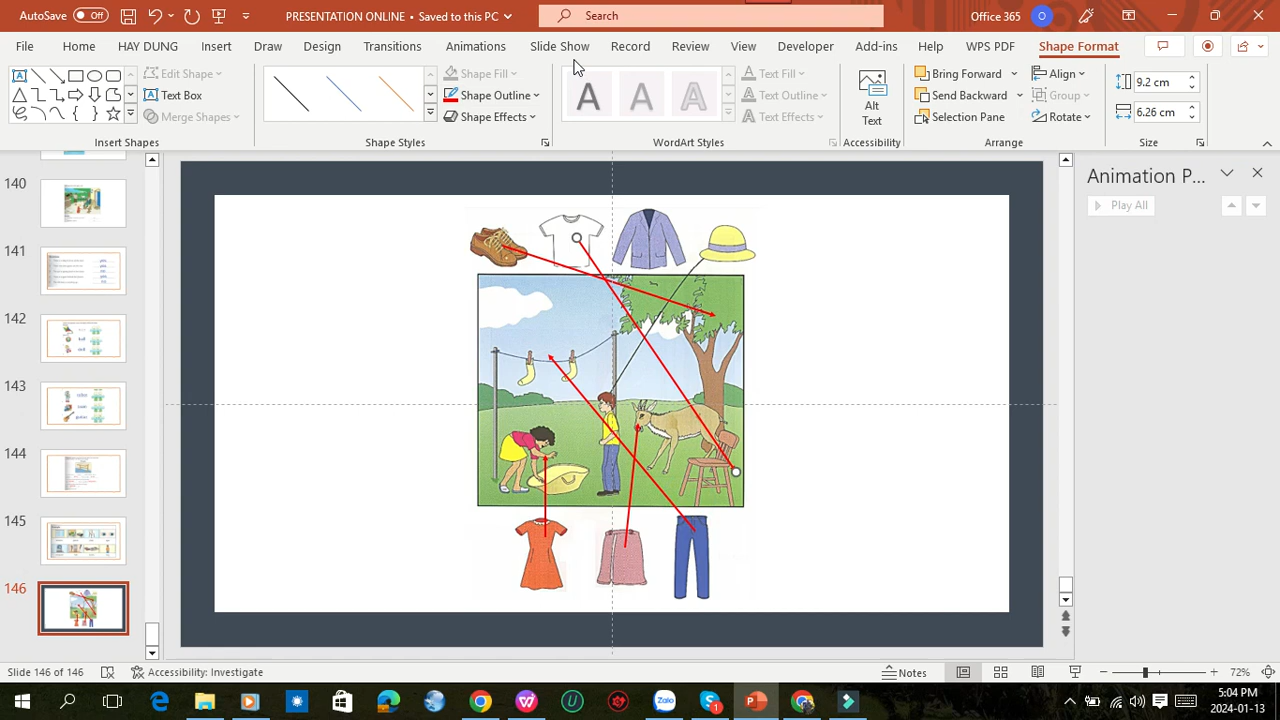 AutoSave Off PRESENTATION ONLINE - Saved to this PC Search Office 365 O
File Home HAY DUNG Insert Draw Design Transitions Animations Slide Show Record Review View Developer Add-ins Help WPS PDF Shape Format
Edit Shape
Text Box
Merge Shapes
Insert Shapes
Shape Fill
Shape Outline
Shape Effects
Shape Styles
A A A
Text Fill
Text Outline
Text Effects
WordArt Styles
Alt
Text
Accessibility
Bring Forward
Send Backward
Selection Pane
Align
Group
Rotate
Arrange
9.2 cm
6.26 cm
Size
140
141
142
143
144
145
146
Animation P...
Play All
Slide 146 of 146 Accessibility: Investigate Notes 72%
Zalo
1
5:04 PM
2024-01-13